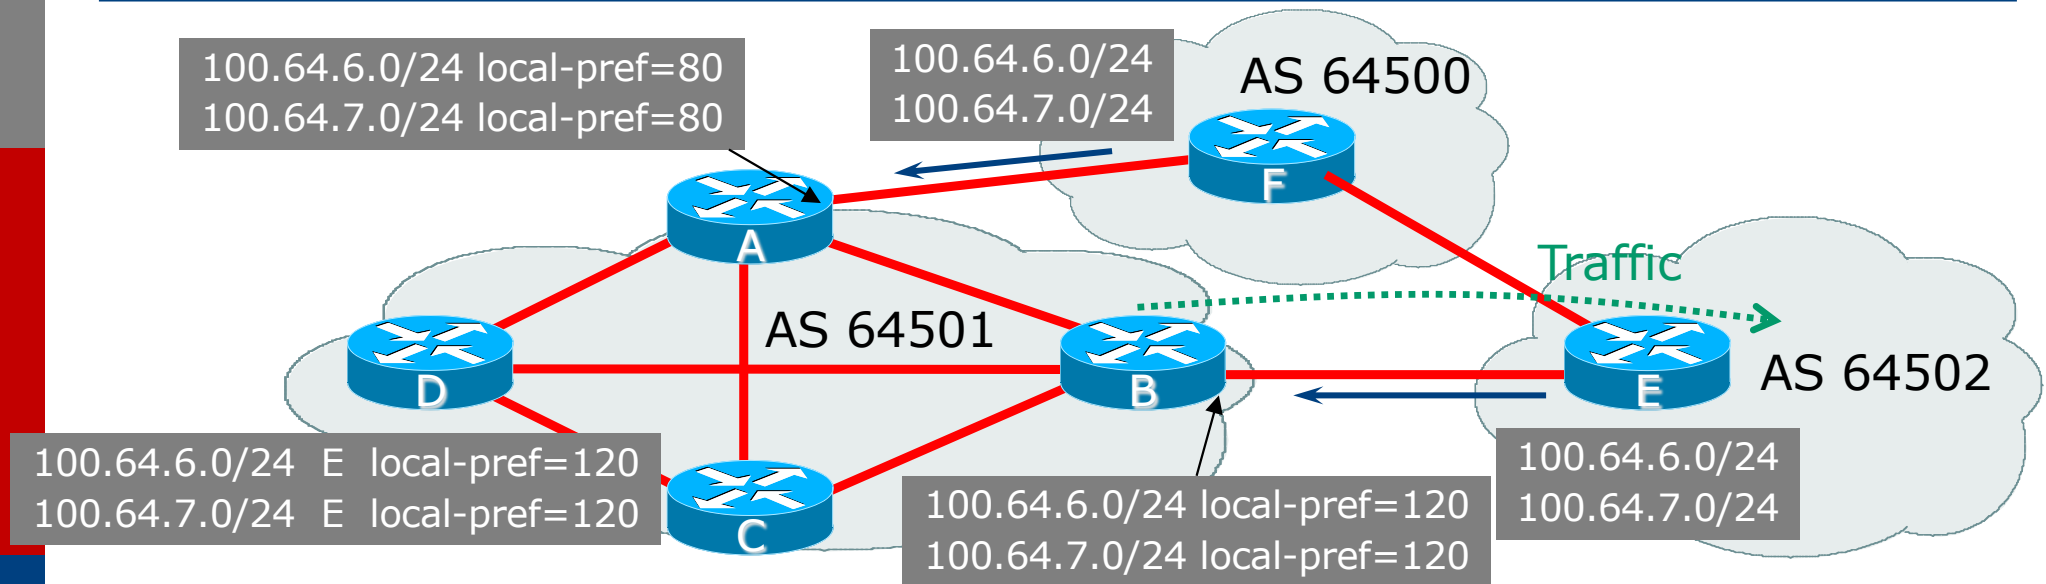 100.64.6.0/24 local-pref=80
100.64.7.0/24 local-pref=80
100.64.6.0/24
100.64.7.0/24
AS 64500
F
A
Traffic
AS 64501
D
B
E
AS 64502
100.64.6.0/24 E local-pref=120
100.64.7.0/24 E local-pref=120
C
100.64.6.0/24 local-pref=120
100.64.7.0/24 local-pref=120
100.64.6.0/24
100.64.7.0/24